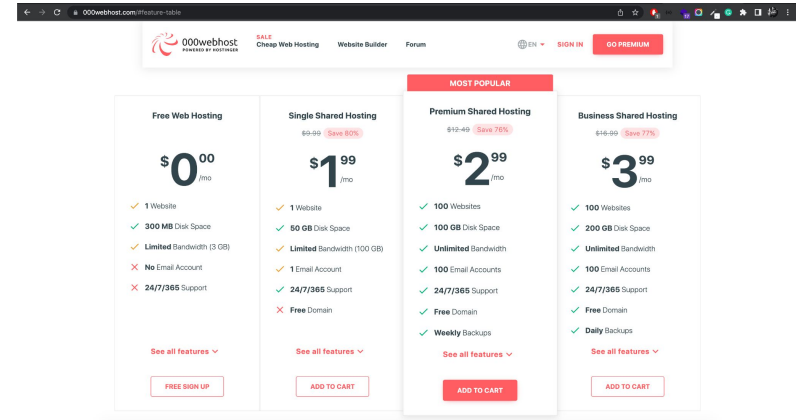 000webhost.com/#feature-table
000webhost
POWERED BY HOSTINGER
SALE
Cheap Web Hosting
Website Builder
Forum
EN
SIGN IN
GO PREMIUM
MOST POPULAR
Free Web Hosting
$0 00
/mo
1 Website
300 MB Disk Space
Limited Bandwidth (3 GB)
No Email Account
24/7/365 Support
See all features
FREE SIGN UP
Single Shared Hosting
$9.99 Save 80%
$1 99
/mo
1 Website
50 GB Disk Space
Limited Bandwidth (100 GB)
1 Email Account
24/7/365 Support
Free Domain
See all features
ADD TO CART
Premium Shared Hosting
$12.49 Save 76%
$2 99
/mo
100 Websites
100 GB Disk Space
Unlimited Bandwidth
100 Email Accounts
24/7/365 Support
Free Domain
Weekly Backups
See all features
ADD TO CART
Business Shared Hosting
$16.99 Save 77%
$3 99
/mo
100 Websites
200 GB Disk Space
Unlimited Bandwidth
100 Email Accounts
24/7/365 Support
Free Domain
Daily Backups
See all features
ADD TO CART